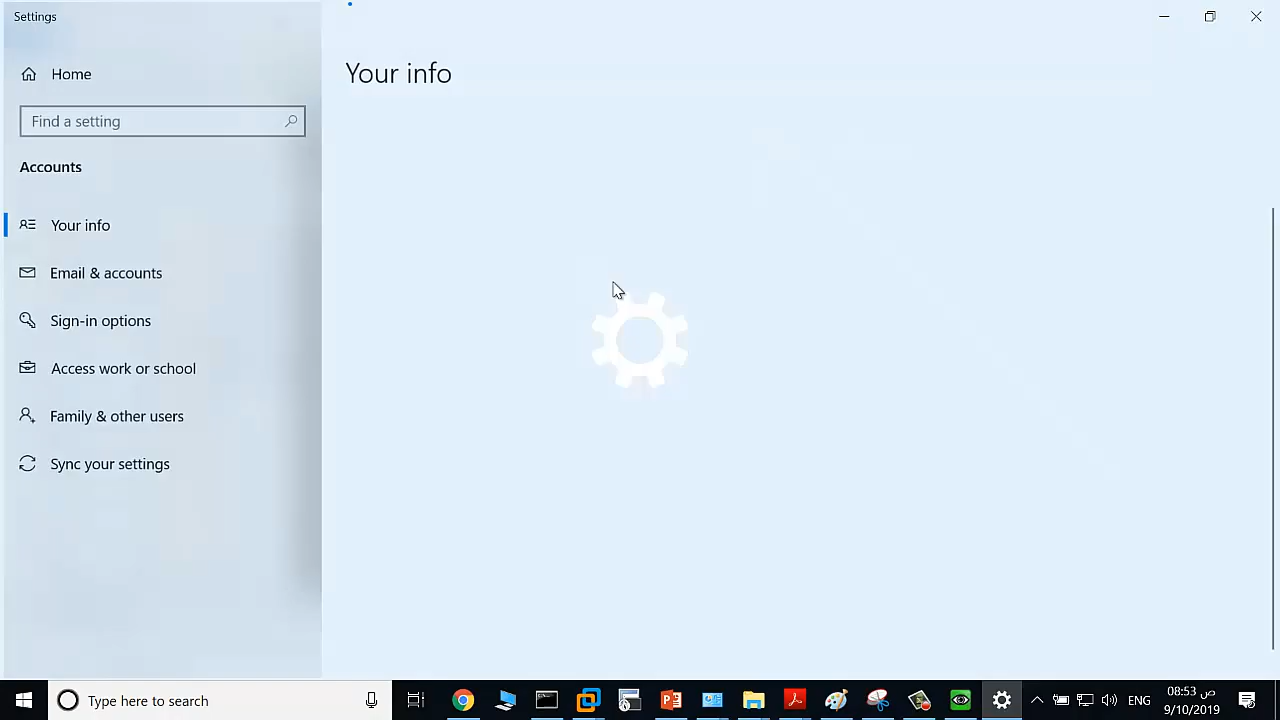 Settings
Home
Your info
Find a setting
Accounts
Your info
Email & accounts
Sign-in options
Access work or school
Family & other users
Sync your settings
Type here to search
ENG
08:53 ص
9/10/2019